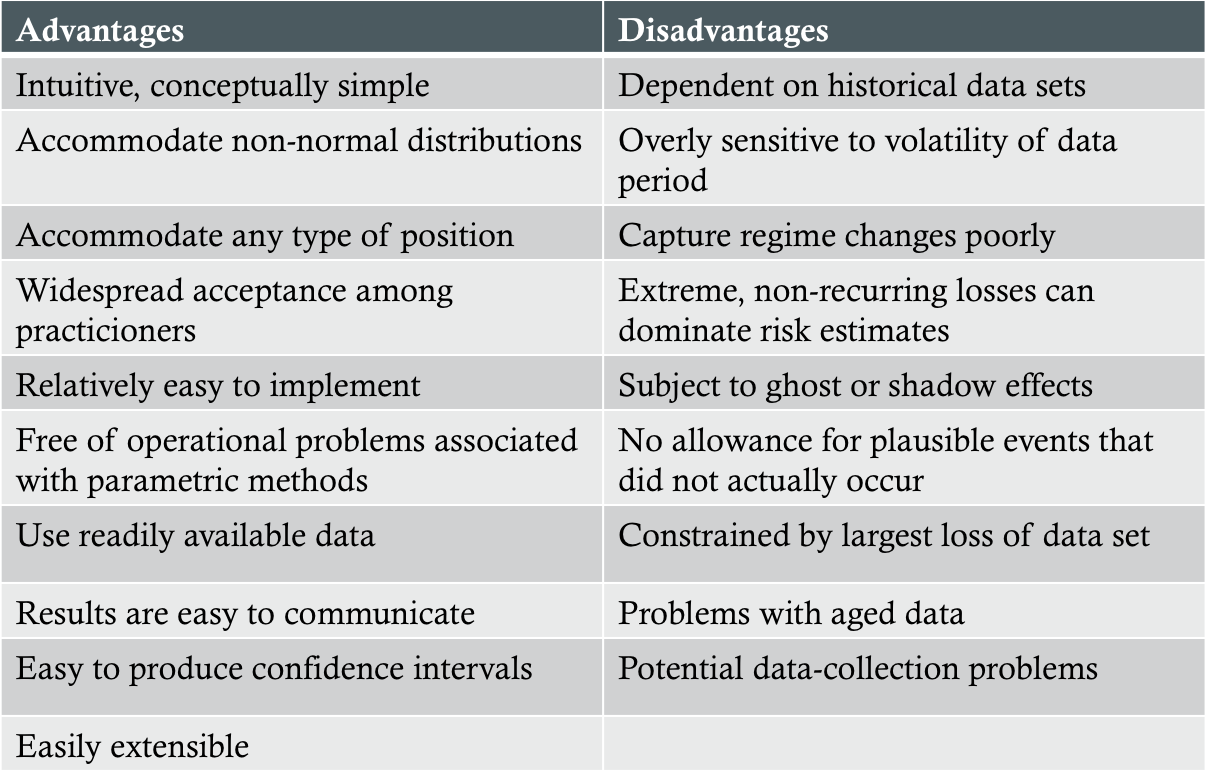 Advantages
Disadvantages
Intuitive, conceptually simple
Dependent on historical data sets
Accommodate non-normal distributions
Overly sensitive to volatility of data
period
Accommodate any type of position
Capture regime changes poorly
Widespread acceptance among
practicioners
Extreme, non-recurring losses can
dominate risk estimates
Relatively easy to implement
Subject to ghost or shadow effects
Free of operational problems associated
with parametric methods
No allowance for plausible events that
did not actually occur
Use readily available data
Constrained by largest loss of data set
Results are easy to communicate
Problems with aged data
Easy to produce confidence intervals
Potential data-collection problems
Easily extensible